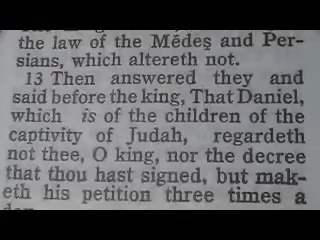 the law of the Mēdeş and Per-
sians, which altereth not.
13 Then answered they and
said before the king, That Daniel,
which is of the children of the
captivity of Judah, regardeth
not thee, O king, nor the decree
that thou hast signed, but mak-
eth his petition three times a